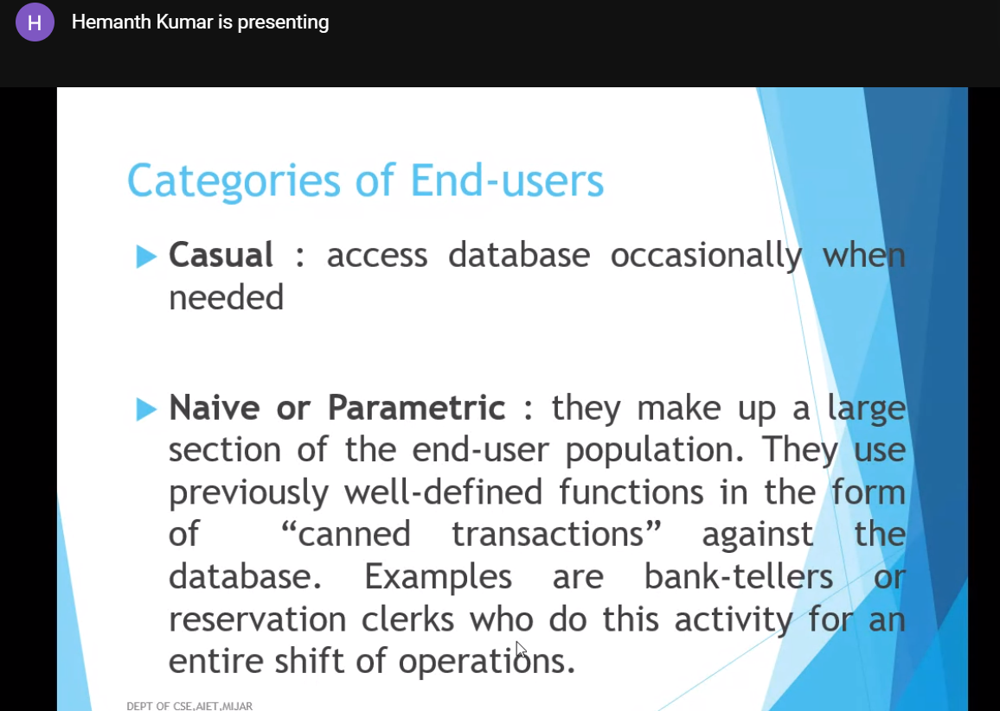 H
Hemanth Kumar is presenting
Categories of End-users
Casual : access database occasionally when
needed
Naive or Parametric : they make up a large
section of the end-user population. They use
previously well-defined functions in the form
of “canned transactions” against the
database. Examples are bank-tellers or
reservation clerks who do this activity for an
entire shift of operations.
DEPT OF CSE,AIET,MIJAR